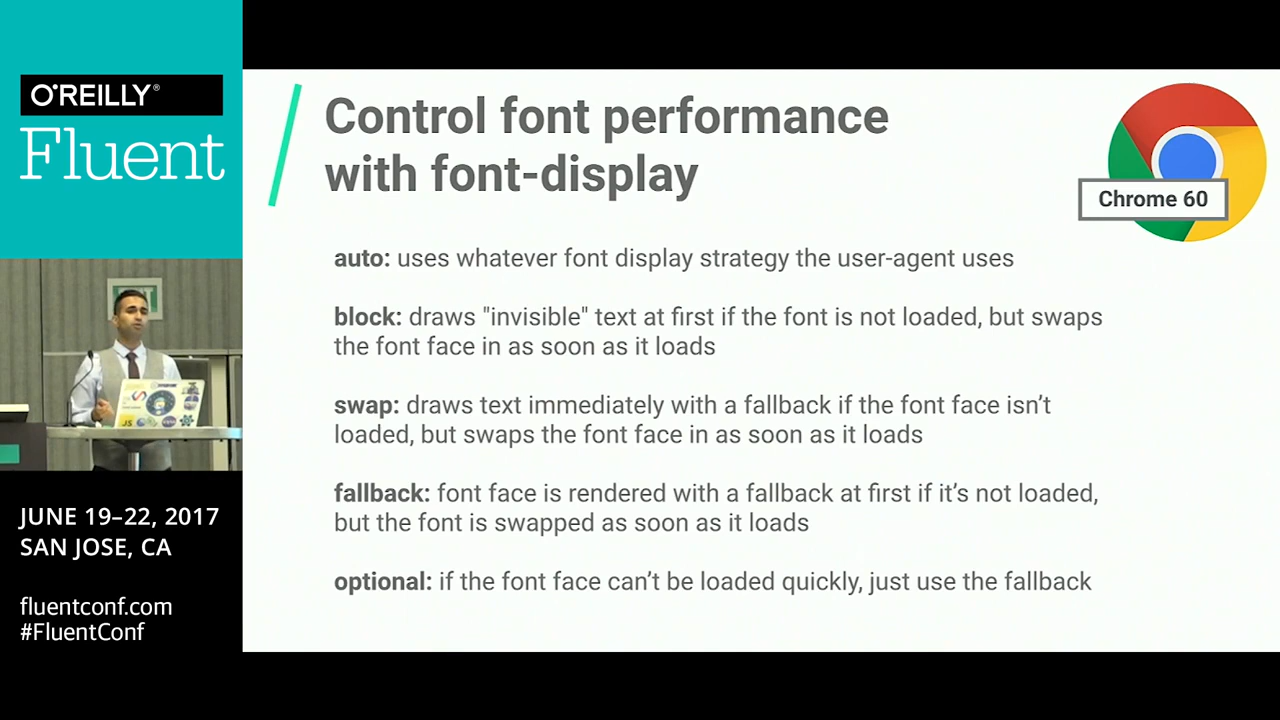 O'REILLY®
Fluent
JUNE 19–22, 2017
SAN JOSE, CA
fluentconf.com
#FluentConf
Control font performance
with font-display
Chrome 60
auto: uses whatever font display strategy the user-agent uses
block: draws "invisible" text at first if the font is not loaded, but swaps
the font face in as soon as it loads
swap: draws text immediately with a fallback if the font face isn’t
loaded, but swaps the font face in as soon as it loads
fallback: font face is rendered with a fallback at first if it’s not loaded,
but the font is swapped as soon as it loads
optional: if the font face can’t be loaded quickly, just use the fallback
JS